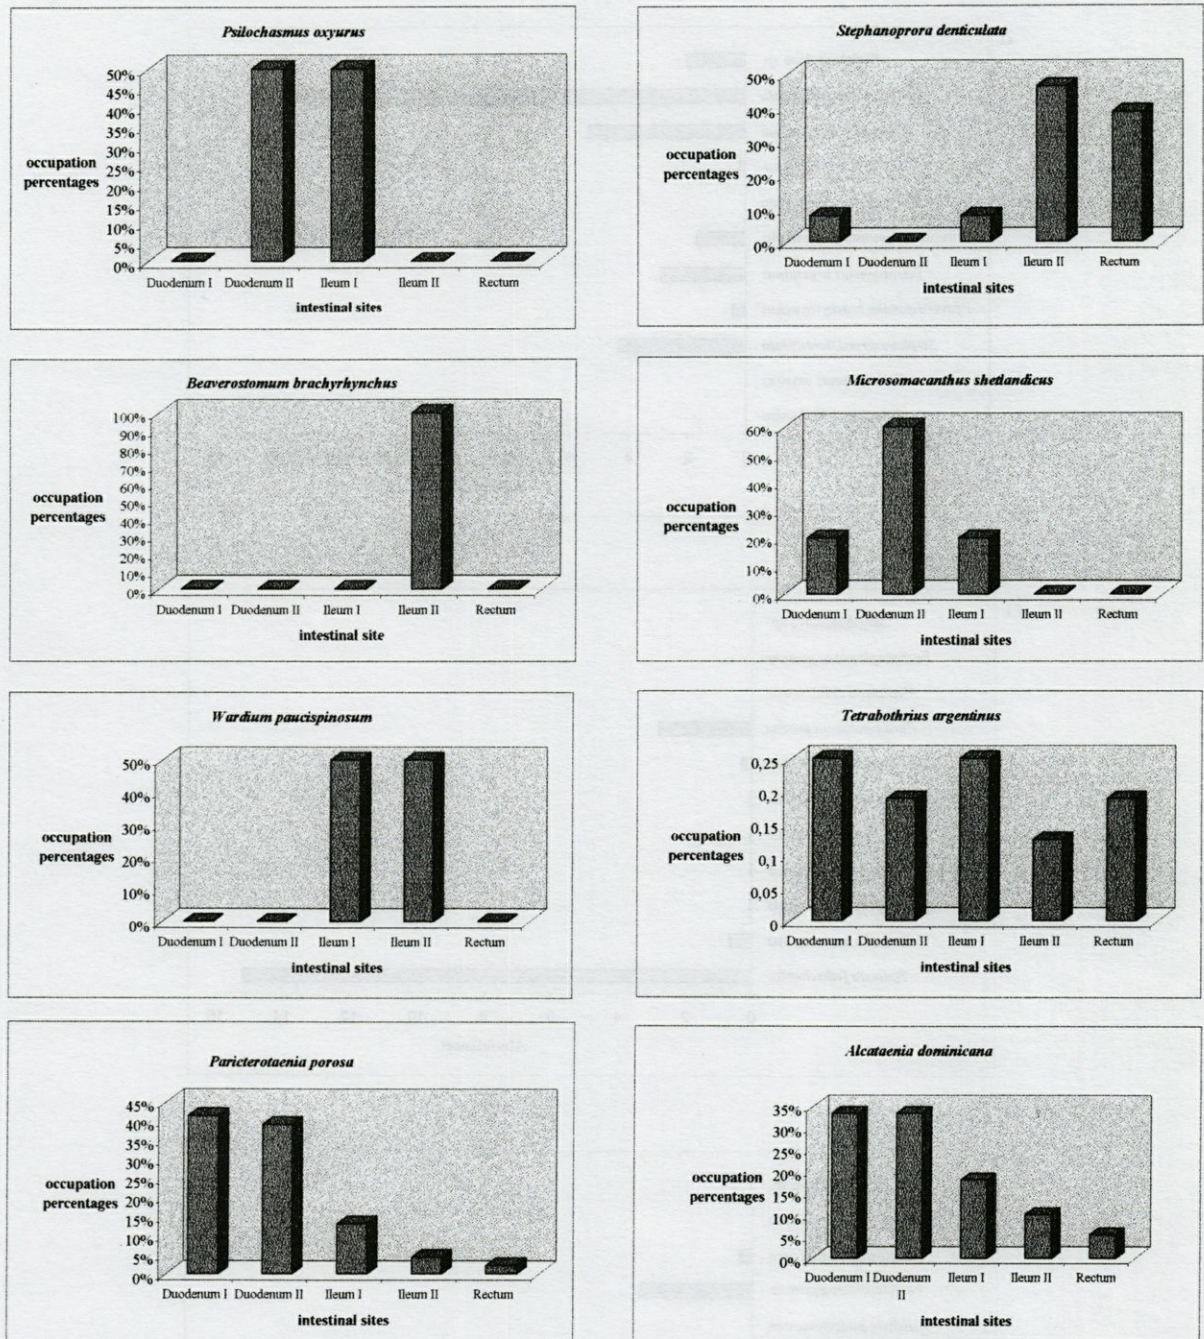 Psilochasmus oxyurus
50%
45%
40%
35%
30%
25%
20%
15%
10%
5%
0%
occupation
percentages
Duodenum I Duodenum II Ileum I Ileum II Rectum
intestinal sites
Stephanoprora denticulata
50%
40%
30%
20%
10%
0%
occupation
percentages
Duodenum I Duodenum II Ileum I Ileum II Rectum
intestinal sites
Beaverostomum brachyrhynchus
100%
90%
80%
70%
60%
50%
40%
30%
20%
10%
0%
occupation
percentages
Duodenum I Duodenum II Ileum I Ileum II Rectum
intestinal site
Microsomacanthus shetlandicus
60%
50%
40%
30%
20%
10%
0%
occupation
percentages
Duodenum I Duodenum II Ileum I Ileum II Rectum
intestinal sites
Wardium paucispinosum
50%
40%
30%
20%
10%
0%
occupation
percentages
Duodenum I Duodenum II Ileum I Ileum II Rectum
intestinal sites
Tetrabothrius argentinus
0,25
0,2
0,15
0,1
0,05
0
occupation
percentages
Duodenum I Duodenum II Ileum I Ileum II Rectum
intestinal sites
Paricterotaenia porosa
45%
40%
35%
30%
25%
20%
15%
10%
5%
0%
occupation
percentages
Duodenum I Duodenum II Ileum I Ileum II Rectum
intestinal sites
Alcataenia dominicana
35%
30%
25%
20%
15%
10%
5%
0%
occupation
percentages
Duodenum I Duodenum Ileum I Ileum II Rectum
II
intestinal sites